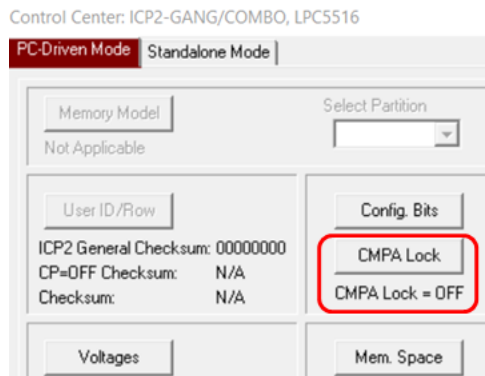 Control Center: ICP2-GANG/COMBO, LPC5516
PC-Driven Mode Standalone Mode
Memory Model
Select Partition
Not Applicable
User ID/Row
Config. Bits
ICP2 General Checksum: 00000000
CP=OFF Checksum: N/A
Checksum: N/A
CMPA Lock
CMPA Lock = OFF
Voltages
Mem. Space